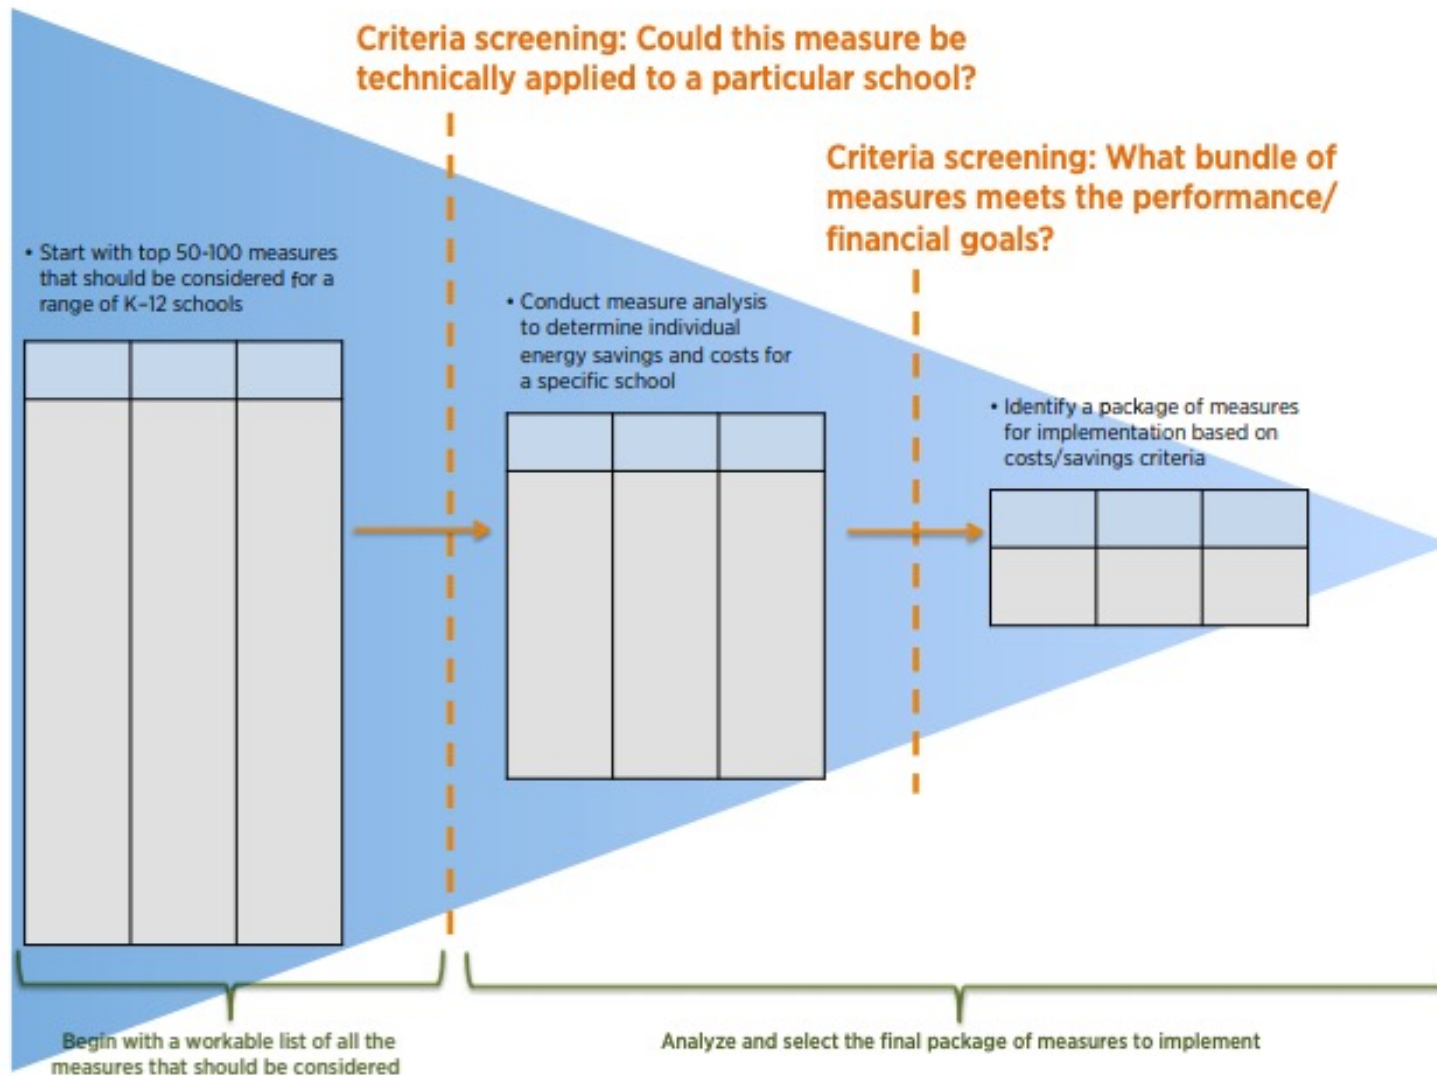 Criteria screening: Could this measure be
technically applied to a particular school?
Criteria screening: What bundle of
measures meets the performance/
financial goals?
• Start with top 50-100 measures
that should be considered for a
range of K–12 schools
• Conduct measure analysis
to determine individual
energy savings and costs for
a specific school
• Identify a package of measures
for implementation based on
costs/savings criteria
Begin with a workable list of all the
measures that should be considered
Analyze and select the final package of measures to implement